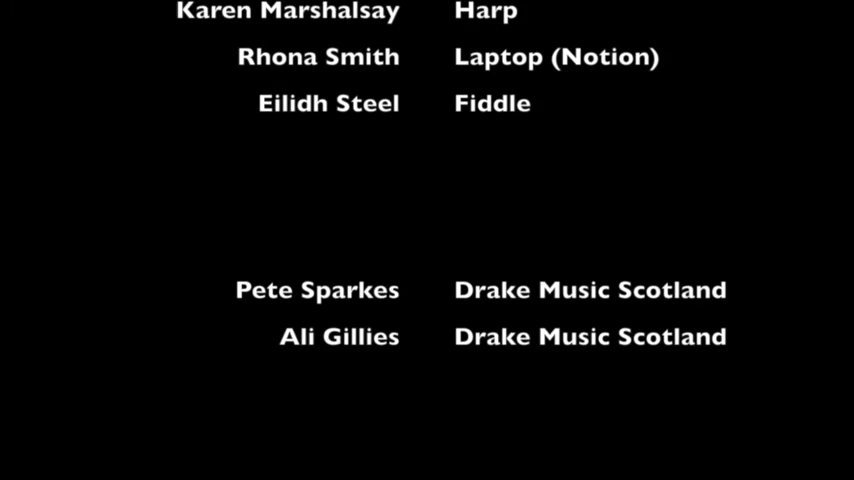 Karen Marshalsay Harp
Rhona Smith Laptop (Notion)
Eilidh Steel Fiddle
Pete Sparkes Drake Music Scotland
Ali Gillies Drake Music Scotland